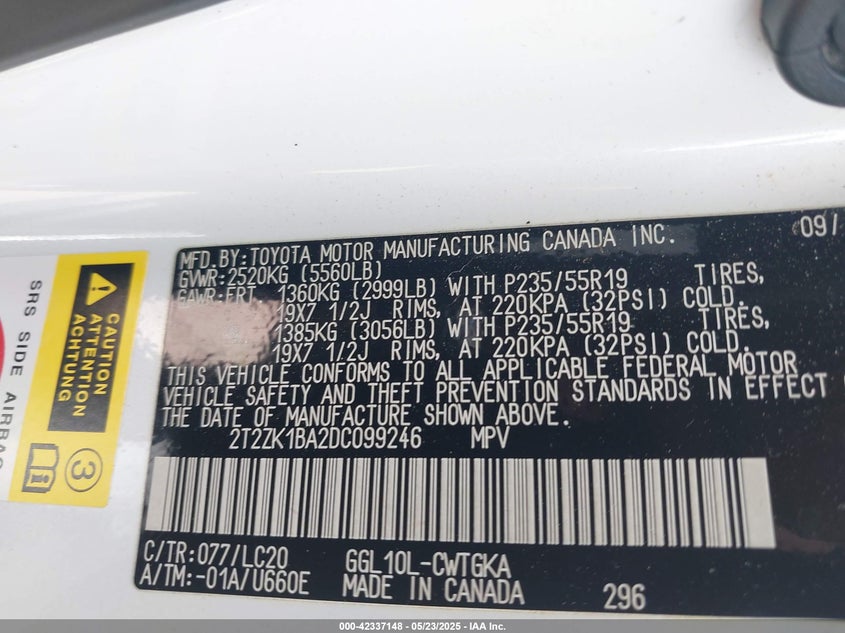 MFD. BY: TOYOTA MOTOR MANUFACTURING CANADA INC. 09/
GVWR: 2520KG (5560LB)
GAWR: FRT. 1360KG (2999LB) WITH P235/55R19 TIRES,
19X7 1/2J RIMS, AT 220KPA (32PSI) COLD.
1385KG (3056LB) WITH P235/55R19 TIRES,
19X7 1/2J RIMS, AT 220KPA (32PSI) COLD.
THIS VEHICLE CONFORMS TO ALL APPLICABLE FEDERAL MOTOR
VEHICLE SAFETY AND THEFT PREVENTION STANDARDS IN EFFECT
THE DATE OF MANUFACTURE SHOWN ABOVE.
2T2ZK1BA2DC099246 MPV
C/TR: 077/LC20 GGL10L-CWTGKA
A/TM: -01A/U660E MADE IN CANADA 296
SRS SIDE AIRBAG
CAUTION
ATTENTION
ACHTUNG
3
000-42337148 - 05/23/2025 - IAA Inc.